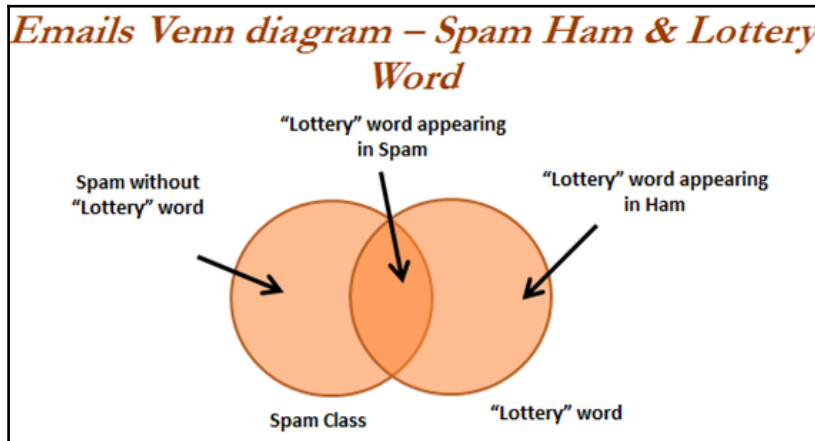 Emails Venn diagram – Spam Ham & Lottery
Word
“Lottery” word appearing
in Spam
Spam without
“Lottery” word
“Lottery” word appearing
in Ham
Spam Class
“Lottery” word